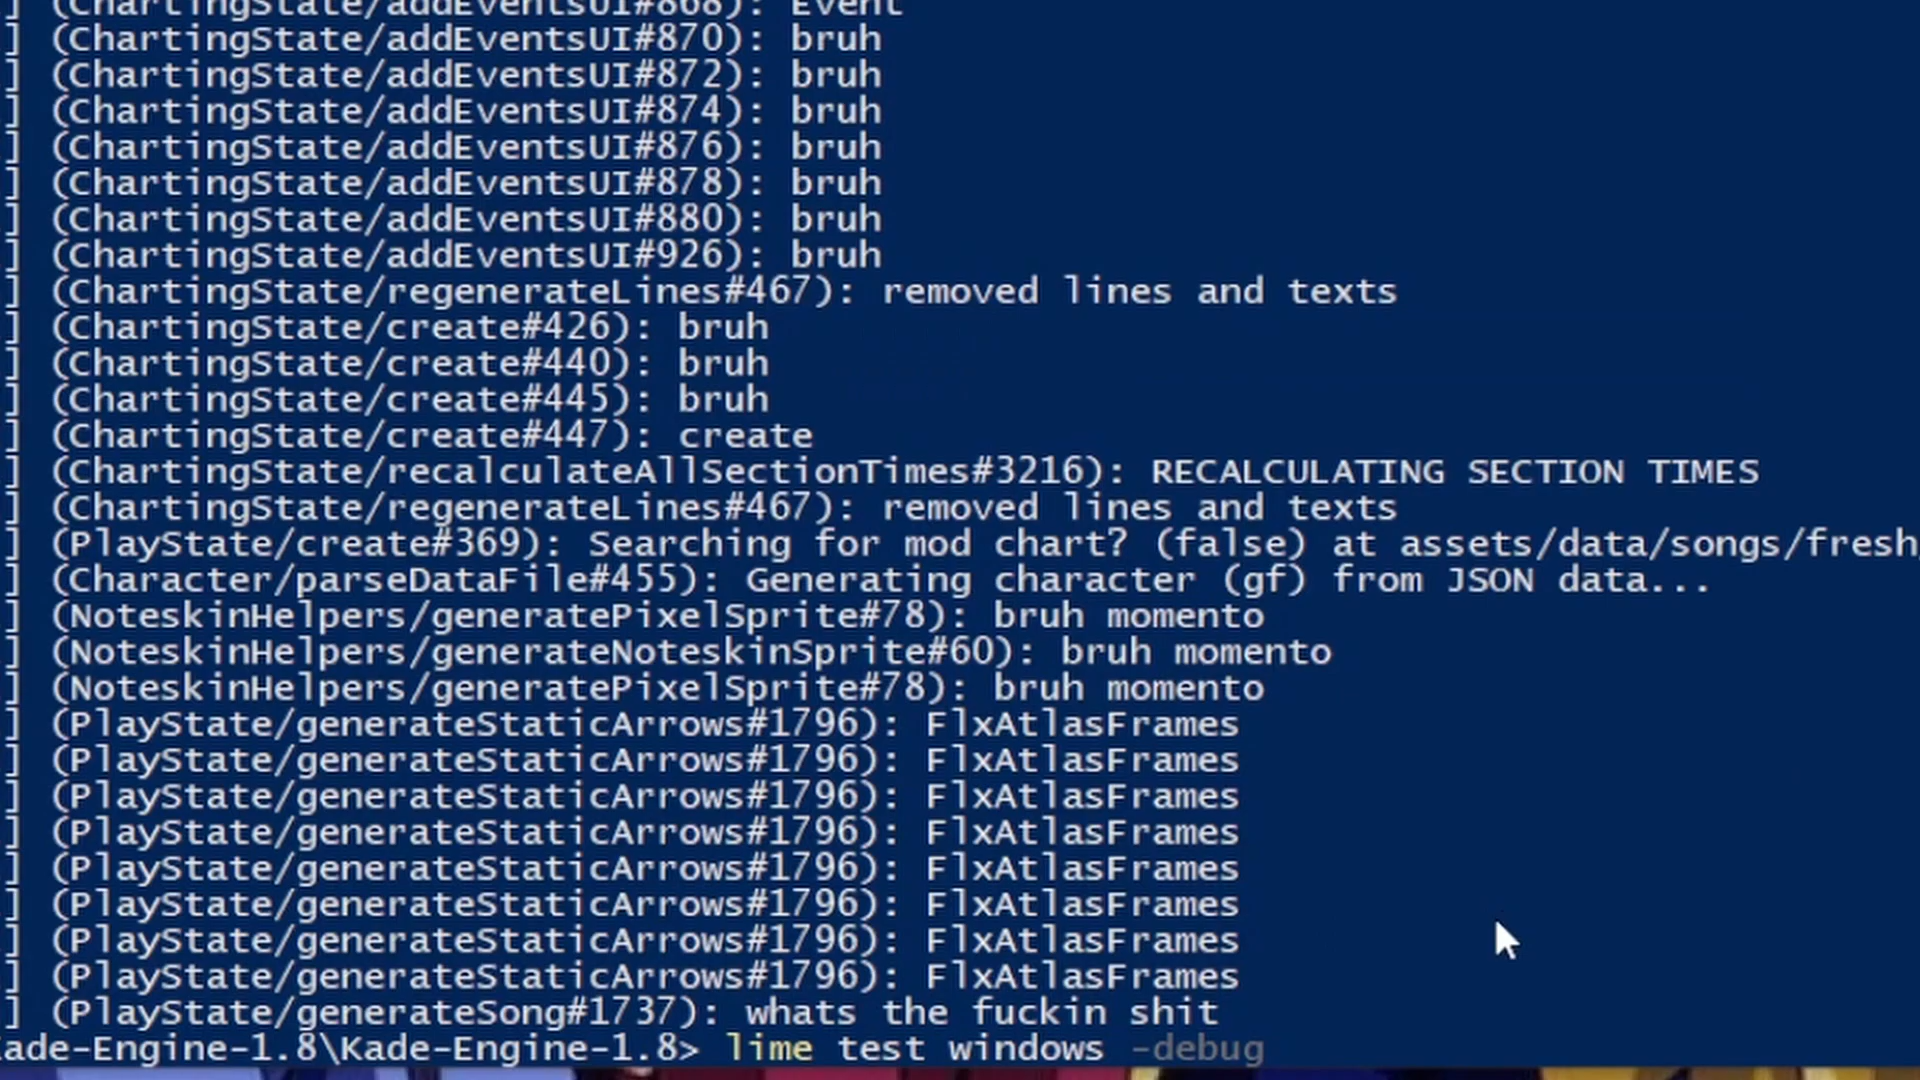 ] (ChartingState/addEventsUI#868): Event
] (ChartingState/addEventsUI#870): bruh
] (ChartingState/addEventsUI#872): bruh
] (ChartingState/addEventsUI#874): bruh
] (ChartingState/addEventsUI#876): bruh
] (ChartingState/addEventsUI#878): bruh
] (ChartingState/addEventsUI#880): bruh
] (ChartingState/addEventsUI#926): bruh
] (ChartingState/regenerateLines#467): removed lines and texts
] (ChartingState/create#426): bruh
] (ChartingState/create#440): bruh
] (ChartingState/create#445): bruh
] (ChartingState/create#447): create
] (ChartingState/recalculateAllSectionTimes#3216): RECALCULATING SECTION TIMES
] (ChartingState/regenerateLines#467): removed lines and texts
] (PlayState/create#369): Searching for mod chart? (false) at assets/data/songs/fresh
] (Character/parseDataFile#455): Generating character (gf) from JSON data...
] (NoteskinHelpers/generatePixelSprite#78): bruh momento
] (NoteskinHelpers/generateNoteskinSprite#60): bruh momento
] (NoteskinHelpers/generatePixelSprite#78): bruh momento
] (PlayState/generateStaticArrows#1796): FlxAtlasFrames
] (PlayState/generateStaticArrows#1796): FlxAtlasFrames
] (PlayState/generateStaticArrows#1796): FlxAtlasFrames
] (PlayState/generateStaticArrows#1796): FlxAtlasFrames
] (PlayState/generateStaticArrows#1796): FlxAtlasFrames
] (PlayState/generateStaticArrows#1796): FlxAtlasFrames
] (PlayState/generateStaticArrows#1796): FlxAtlasFrames
] (PlayState/generateStaticArrows#1796): FlxAtlasFrames
] (PlayState/generateSong#1737): whats the fuckin shit
ade-Engine-1.8\Kade-Engine-1.8> lime test windows -debug